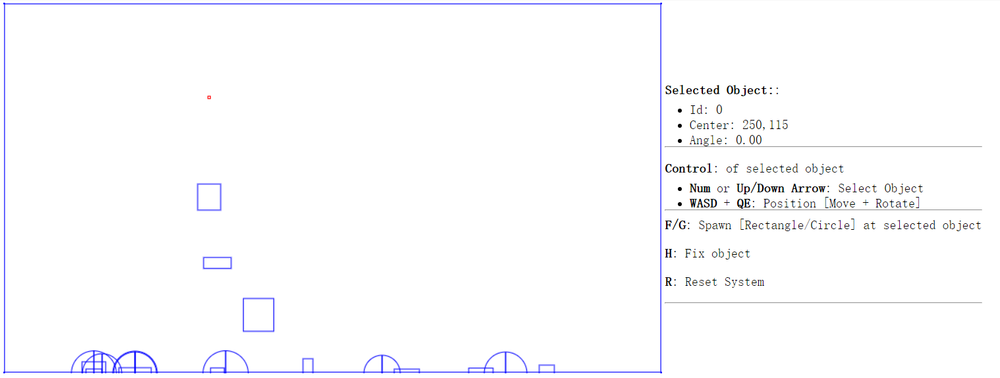 Selected Object::
Id: 0
Center: 250,115
Angle: 0.00
Control: of selected object
Num or Up/Down Arrow: Select Object
WASD + QE: Position [Move + Rotate]
F/G: Spawn [Rectangle/Circle] at selected object
H: Fix object
R: Reset System